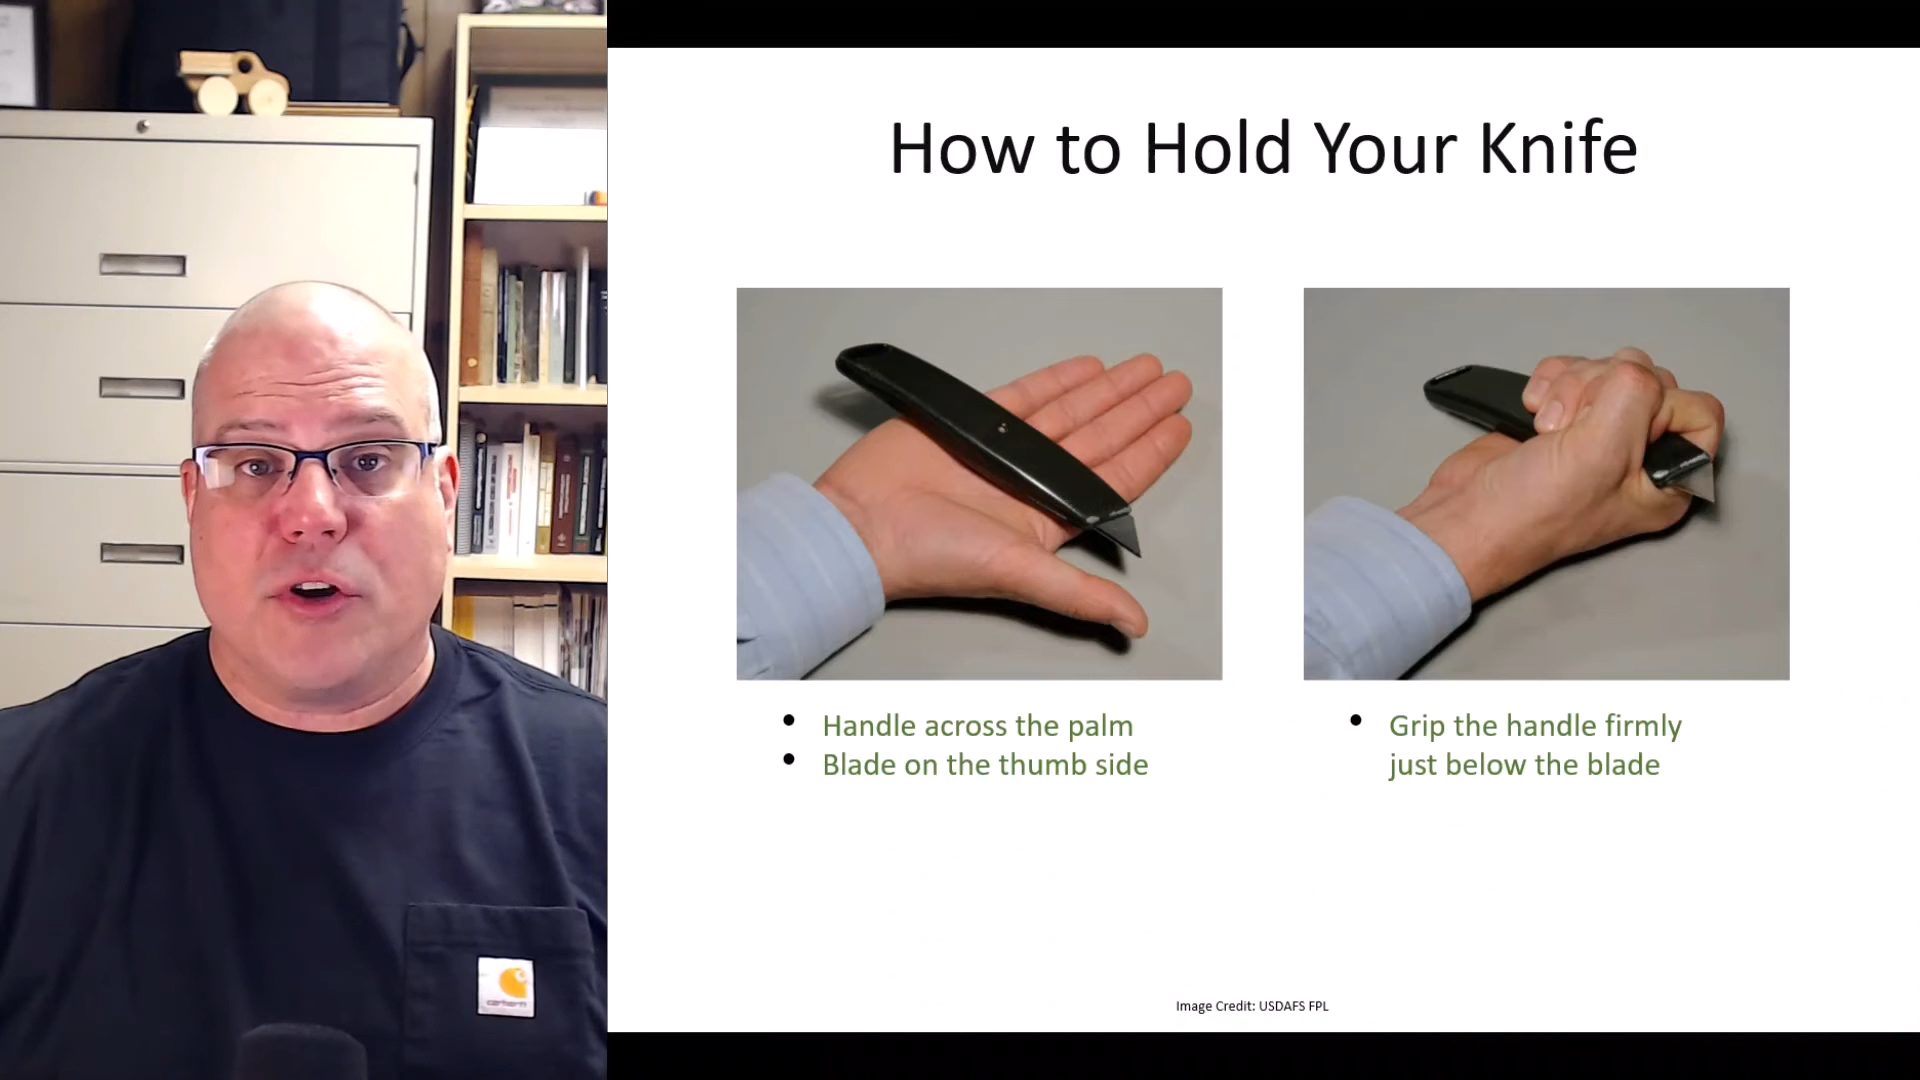 How to Hold Your Knife
• Handle across the palm
• Blade on the thumb side
• Grip the handle firmly
just below the blade
Image Credit: USDAFS FPL
carhartt